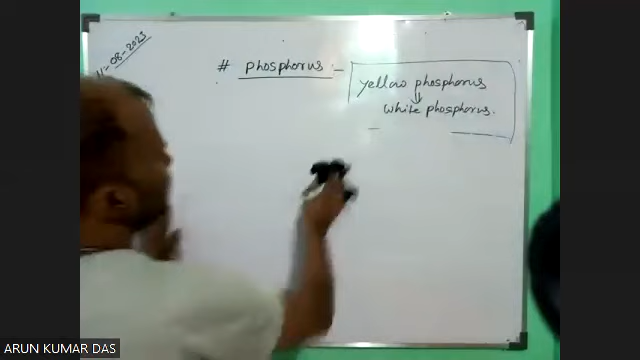 11-08-2023
# Phosphorus -
yellow phosphorus
white phosphorus.
ARUN KUMAR DAS